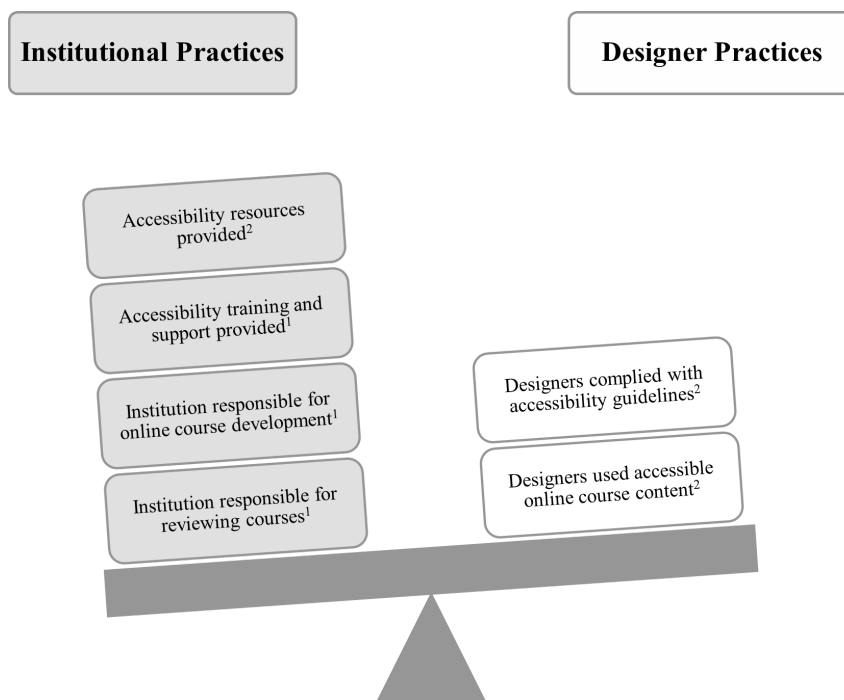 Institutional Practices
Designer Practices
Accessibility resources
provided²
Accessibility training and
support provided¹
Institution responsible for
online course development¹
Institution responsible for
reviewing courses¹
Designers complied with
accessibility guidelines²
Designers used accessible
online course content²